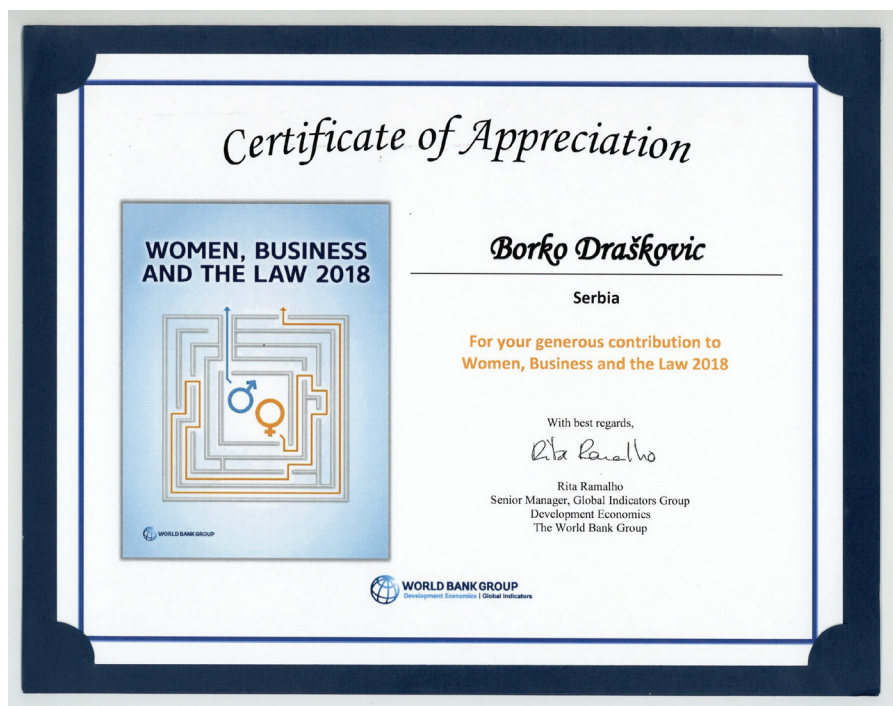 Certificate of Appreciation
WOMEN, BUSINESS
AND THE LAW 2018
WORLD BANK GROUP
Borko Draškovic
Serbia
For your generous contribution to
Women, Business and the Law 2018
With best regards,
Rita Ramalho
Rita Ramalho
Senior Manager, Global Indicators Group
Development Economics
The World Bank Group
WORLD BANK GROUP
Development Economics | Global Indicators